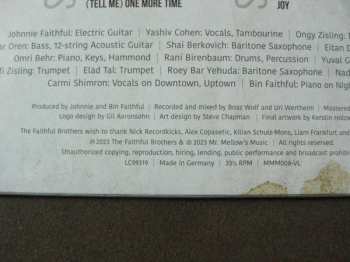 (TELL ME) ONE MORE TIME
JOY
Johnnie Faithful: Electric Guitar | Yashiv Cohen: Vocals, Tambourine | Ongy Zisling:
Oren: Bass, 12-string Acoustic Guitar | Shai Berkovich: Baritone Saxophone | Eitan
Omri Behr: Piano, Keys, Hammond | Rani Birenbaum: Drums, Percussion | Yuval
Zisling: Trumpet | Elad Tal: Trumpet | Roey Bar Yehuda: Baritone Saxophone
Carmi Shimron: Vocals on Downtown, Uptown | Bin Faithful: Piano on
Produced by Johnnie and Bin Faithful | Recorded and mixed by Braz Wolf and Uri Wertheim |
Logo design by Gil Aaronsohn | Art design by Steve Chapman | Final artwork by Kerstin
The Faithful Brothers wish to thank Nick Recordkicks, Alex Copasetic, Kilian Schulz-Mons, Liam Frankfurt and
℗ 2023 The Faithful Brothers & © 2023 Mr. Mellow's Music | All rights reserved.
Unauthorized copying, reproduction, hiring, lending, public performance and broadcast
LC09319 | Made in Germany | 33⅓ RPM | MMM008-VL